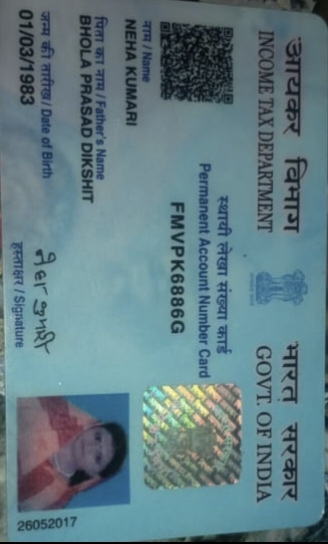 आयकर विभाग
INCOME TAX DEPARTMENT
भारत सरकार
GOVT. OF INDIA
स्थायी लेखा संख्या कार्ड
Permanent Account Number Card
FMVPK6886G
नाम / Name
NEHA KUMARI
पिता का नाम / Father's Name
BHOLA PRASAD DIKSHIT
जन्म की तारीख / Date of Birth
01/03/1983
नेहा कुमारी
हस्ताक्षर / Signature
26052017